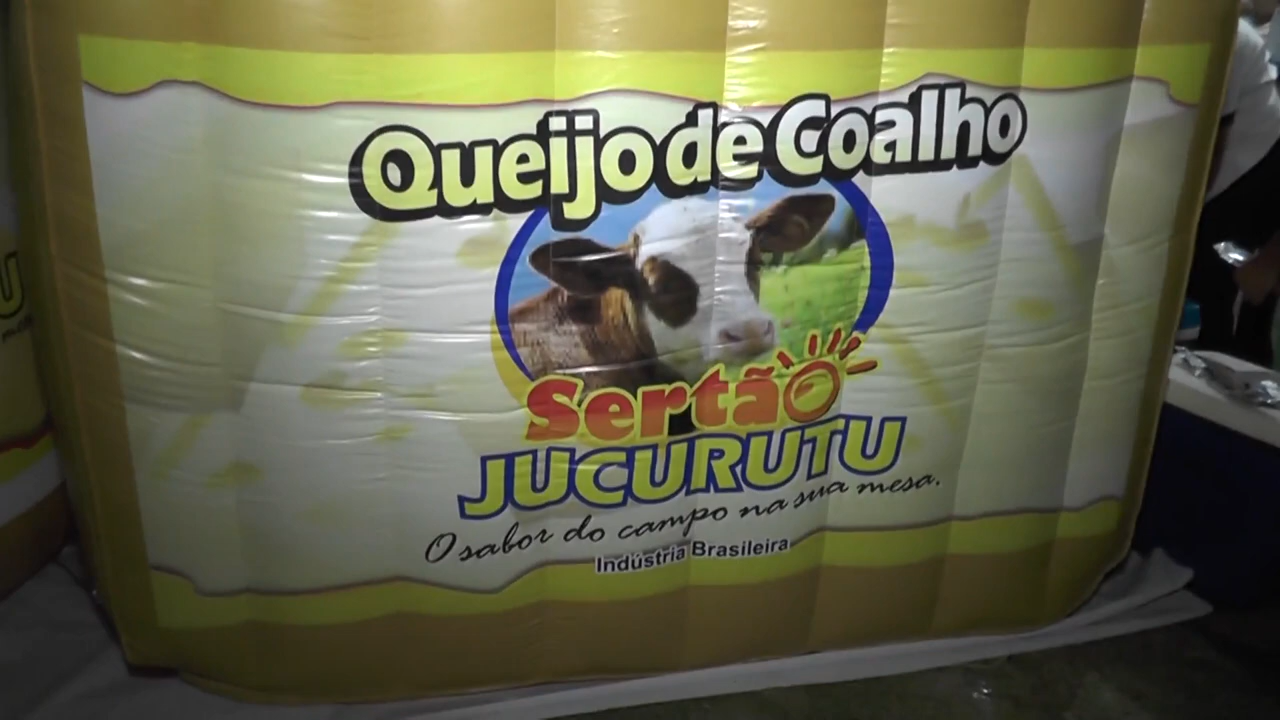 Queijo de Coalho
Sertão
JUCURUTU
O sabor do campo na sua mesa.
Indústria Brasileira
U